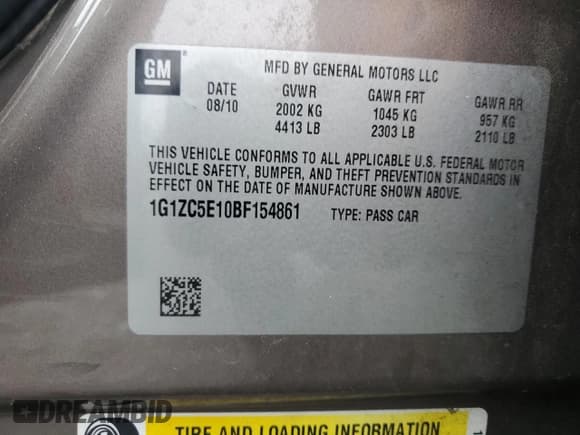 GM
MFD BY GENERAL MOTORS LLC
DATE GVWR GAWR FRT GAWR RR
08/10 2002 KG 1045 KG 957 KG
4413 LB 2303 LB 2110 LB
THIS VEHICLE CONFORMS TO ALL APPLICABLE U.S. FEDERAL MOTOR
VEHICLE SAFETY, BUMPER, AND THEFT PREVENTION STANDARDS IN
EFFECT ON THE DATE OF MANUFACTURE SHOWN ABOVE.
1G1ZC5E10BF154861 TYPE: PASS CAR
DREAMBID
TIRE AND LOADING INFORMATION